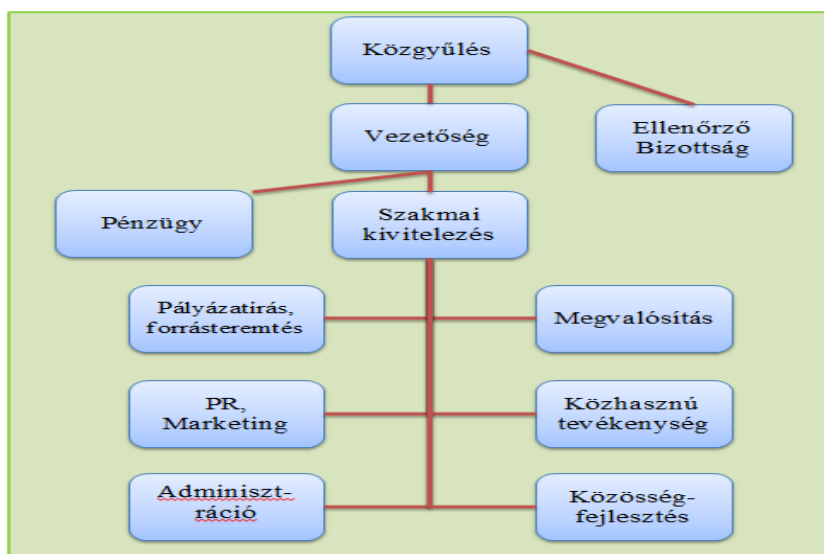 Közgyűlés
Vezetőség
Ellenőrző
Bizottság
Pénzügy
Szakmai
kivitelezés
Pályázatírás,
forrásteremtés
Megvalósítás
PR,
Marketing
Közhasznú
tevékenység
Adminiszt-
ráció
Közösség-
fejlesztés